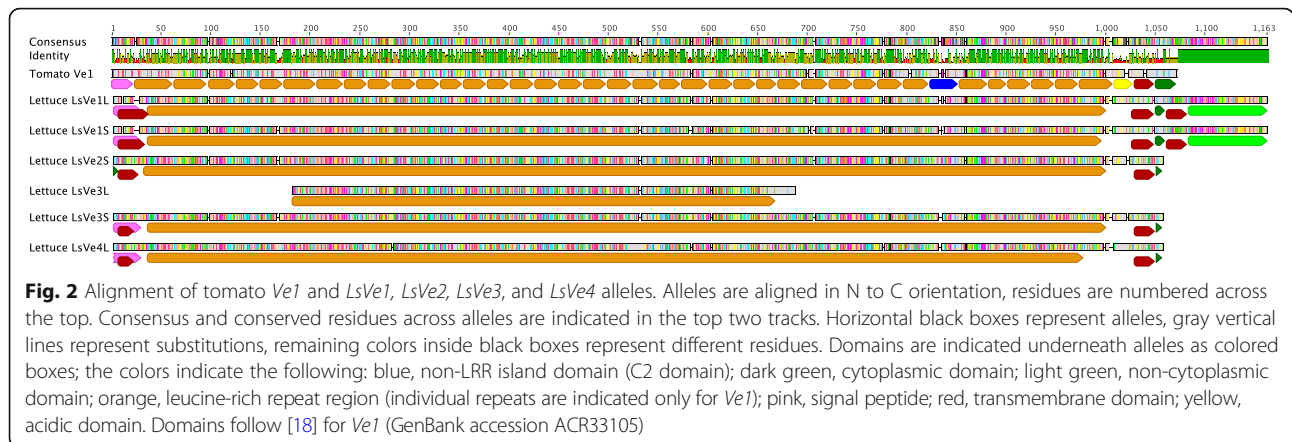 1 50 100 150 200 250 300 350 400 450 500 550 600 650 700 750 800 850 900 950 1,000 1,050 1,100 1,163
Consensus
Identity
Tomato Ve1
Lettuce LsVe1L
Lettuce LsVe1S
Lettuce LsVe2S
Lettuce LsVe3L
Lettuce LsVe3S
Lettuce LsVe4L
Fig. 2 Alignment of tomato Ve1 and LsVe1, LsVe2, LsVe3, and LsVe4 alleles. Alleles are aligned in N to C orientation, residues are numbered across
the top. Consensus and conserved residues across alleles are indicated in the top two tracks. Horizontal black boxes represent alleles, gray vertical
lines represent substitutions, remaining colors inside black boxes represent different residues. Domains are indicated underneath alleles as colored
boxes; the colors indicate the following: blue, non-LRR island domain (C2 domain); dark green, cytoplasmic domain; light green, non-cytoplasmic
domain; orange, leucine-rich repeat region (individual repeats are indicated only for Ve1); pink, signal peptide; red, transmembrane domain; yellow,
acidic domain. Domains follow [18] for Ve1 (GenBank accession ACR33105)